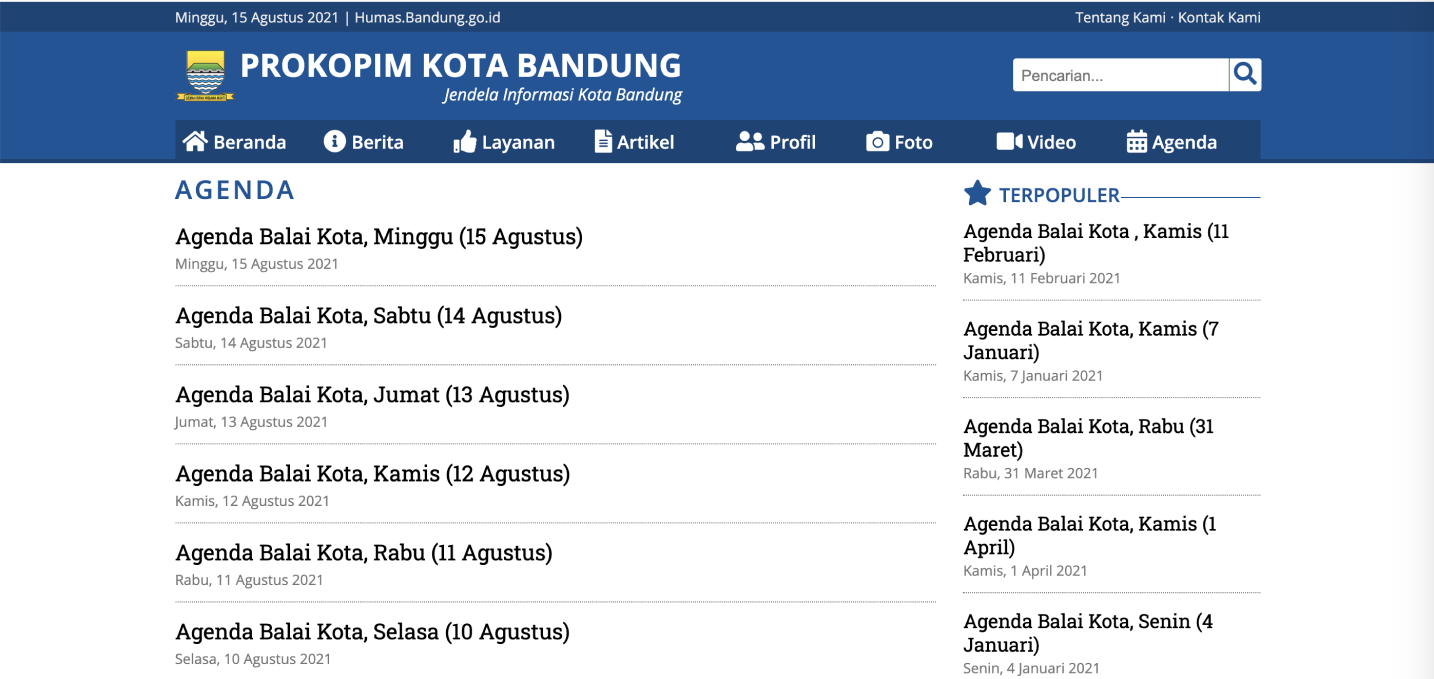 Minggu, 15 Agustus 2021 | Humas.Bandung.go.id
Tentang Kami · Kontak Kami
PROKOPIM KOTA BANDUNG
Jendela Informasi Kota Bandung
Pencarian...
Beranda Berita Layanan Artikel Profil Foto Video Agenda
AGENDA
Agenda Balai Kota, Minggu (15 Agustus)
Minggu, 15 Agustus 2021
Agenda Balai Kota, Sabtu (14 Agustus)
Sabtu, 14 Agustus 2021
Agenda Balai Kota, Jumat (13 Agustus)
Jumat, 13 Agustus 2021
Agenda Balai Kota, Kamis (12 Agustus)
Kamis, 12 Agustus 2021
Agenda Balai Kota, Rabu (11 Agustus)
Rabu, 11 Agustus 2021
Agenda Balai Kota, Selasa (10 Agustus)
Selasa, 10 Agustus 2021
TERPOPULER
Agenda Balai Kota , Kamis (11
Februari)
Kamis, 11 Februari 2021
Agenda Balai Kota, Kamis (7
Januari)
Kamis, 7 Januari 2021
Agenda Balai Kota, Rabu (31
Maret)
Rabu, 31 Maret 2021
Agenda Balai Kota, Kamis (1
April)
Kamis, 1 April 2021
Agenda Balai Kota, Senin (4
Januari)
Senin, 4 Januari 2021